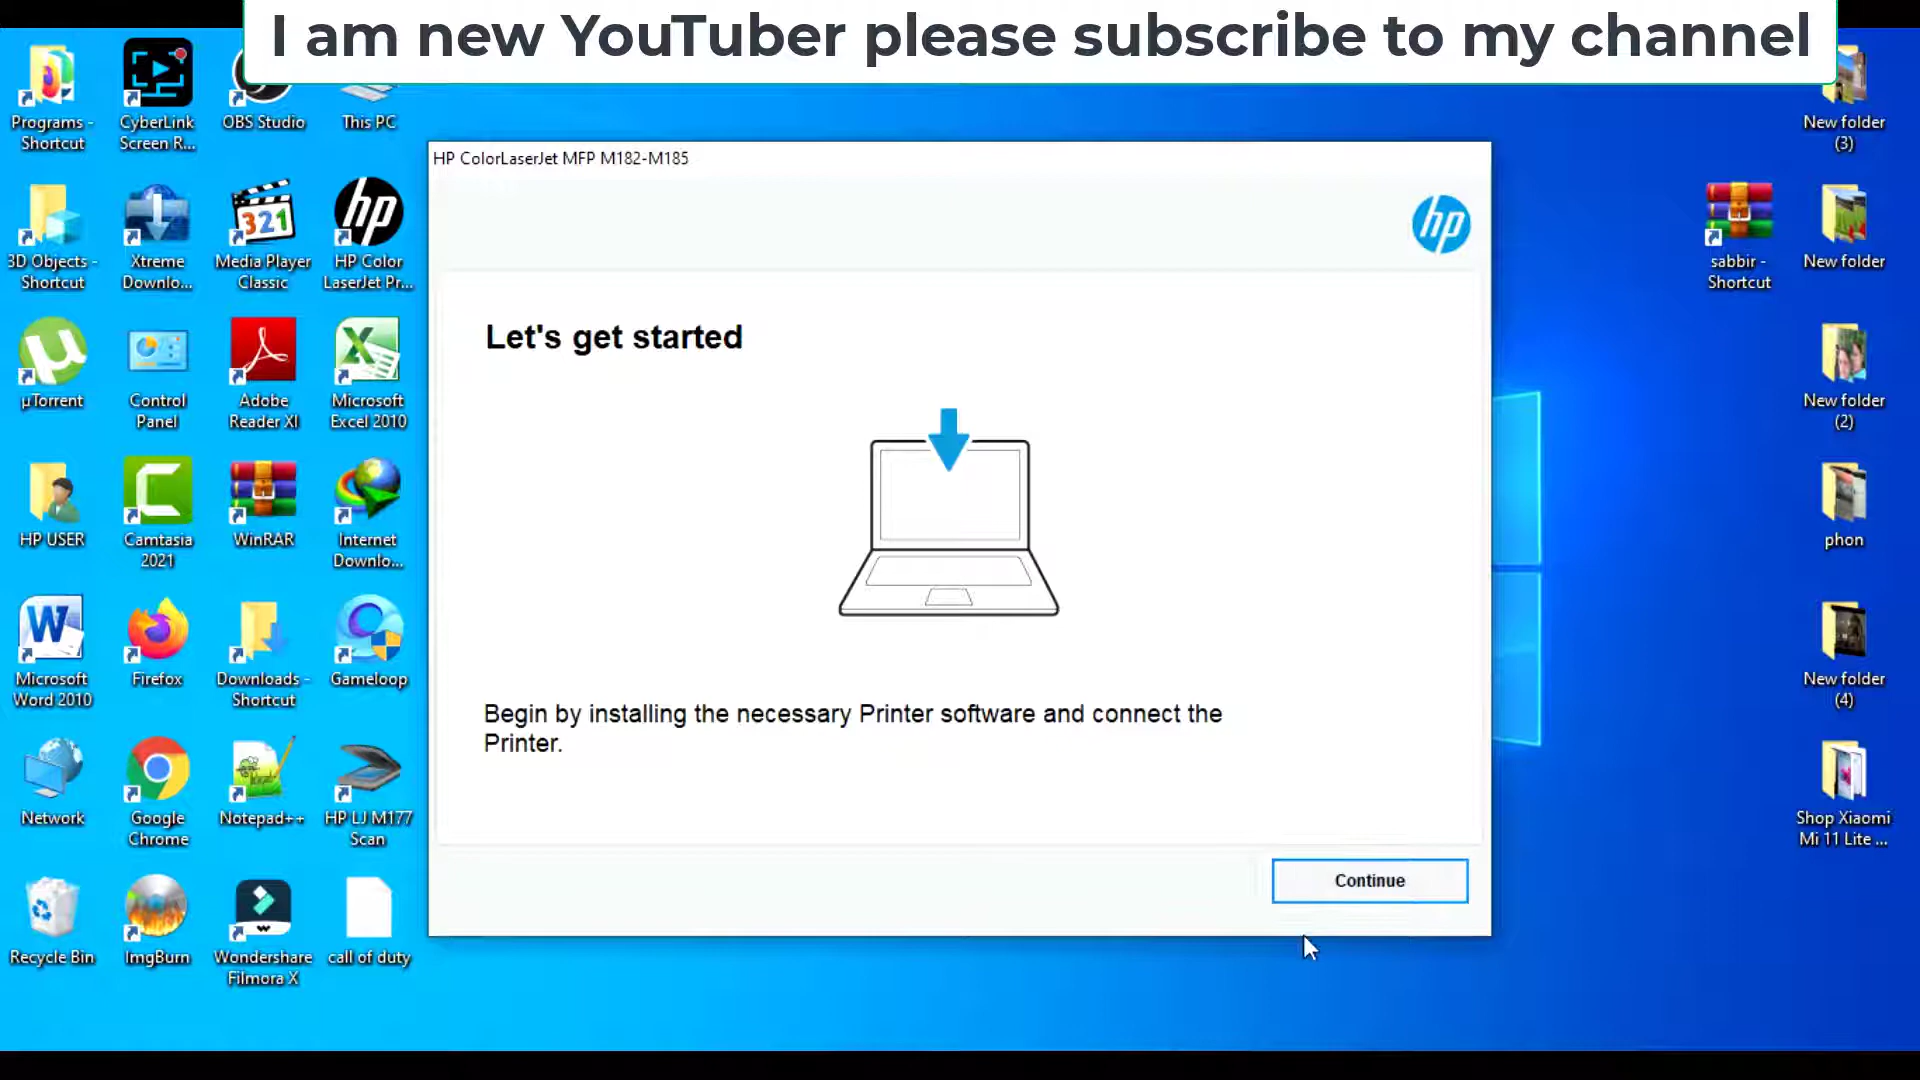 I am new YouTuber please subscribe to my channel
Programs -
Shortcut
CyberLink
Screen R...
OBS Studio
This PC
3D Objects -
Shortcut
Xtreme
Downlo...
321
Media Player
Classic
hp
HP Color
LaserJet Pr...
µTorrent
Control
Panel
Adobe
Reader XI
Microsoft
Excel 2010
HP USER
Camtasia
2021
WinRAR
Internet
Downlo...
Microsoft
Word 2010
Firefox
Downloads -
Shortcut
Gameloop
Network
Google
Chrome
Notepad++
HP LJ M177
Scan
Recycle Bin
ImgBurn
Wondershare
Filmora X
call of duty
HP ColorLaserJet MFP M182-M185
hp
Let's get started
Begin by installing the necessary Printer software and connect the
Printer.
Continue
sabbir -
Shortcut
New folder
(3)
New folder
New folder
(2)
phon
New folder
(4)
Shop Xiaomi
Mi 11 Lite ...